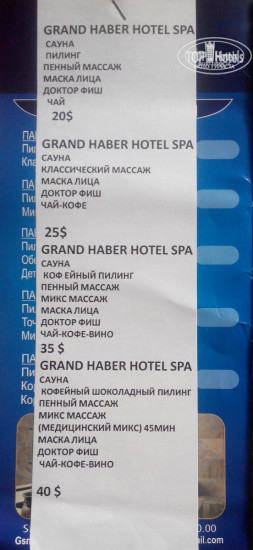 GRAND HABER HOTEL SPA
САУНА
ПИЛИНГ
ПЕННЫЙ МАССАЖ
МАСКА ЛИЦА
ДОКТОР ФИШ
ЧАЙ
20$
GRAND HABER HOTEL SPA
САУНА
КЛАССИЧЕСКИЙ МАССАЖ
МАСКА ЛИЦА
ДОКТОР ФИШ
ЧАЙ-КОФЕ
25$
GRAND HABER HOTEL SPA
САУНА
КОФ ЕЙНЫЙ ПИЛИНГ
ПЕННЫЙ МАССАЖ
МИКС МАССАЖ
МАСКА ЛИЦА
ДОКТОР ФИШ
ЧАЙ-КОФЕ-ВИНО
35 $
GRAND HABER HOTEL SPA
САУНА
КОФЕЙНЫЙ ШОКОЛАДНЫЙ ПИЛИНГ
ПЕННЫЙ МАССАЖ
МИКС МАССАЖ
(МЕДИЦИНСКИЙ МИКС) 45МИН
МАСКА ЛИЦА
ДОКТОР ФИШ
ЧАЙ-КОФЕ-ВИНО
40 $
TOP Hotels